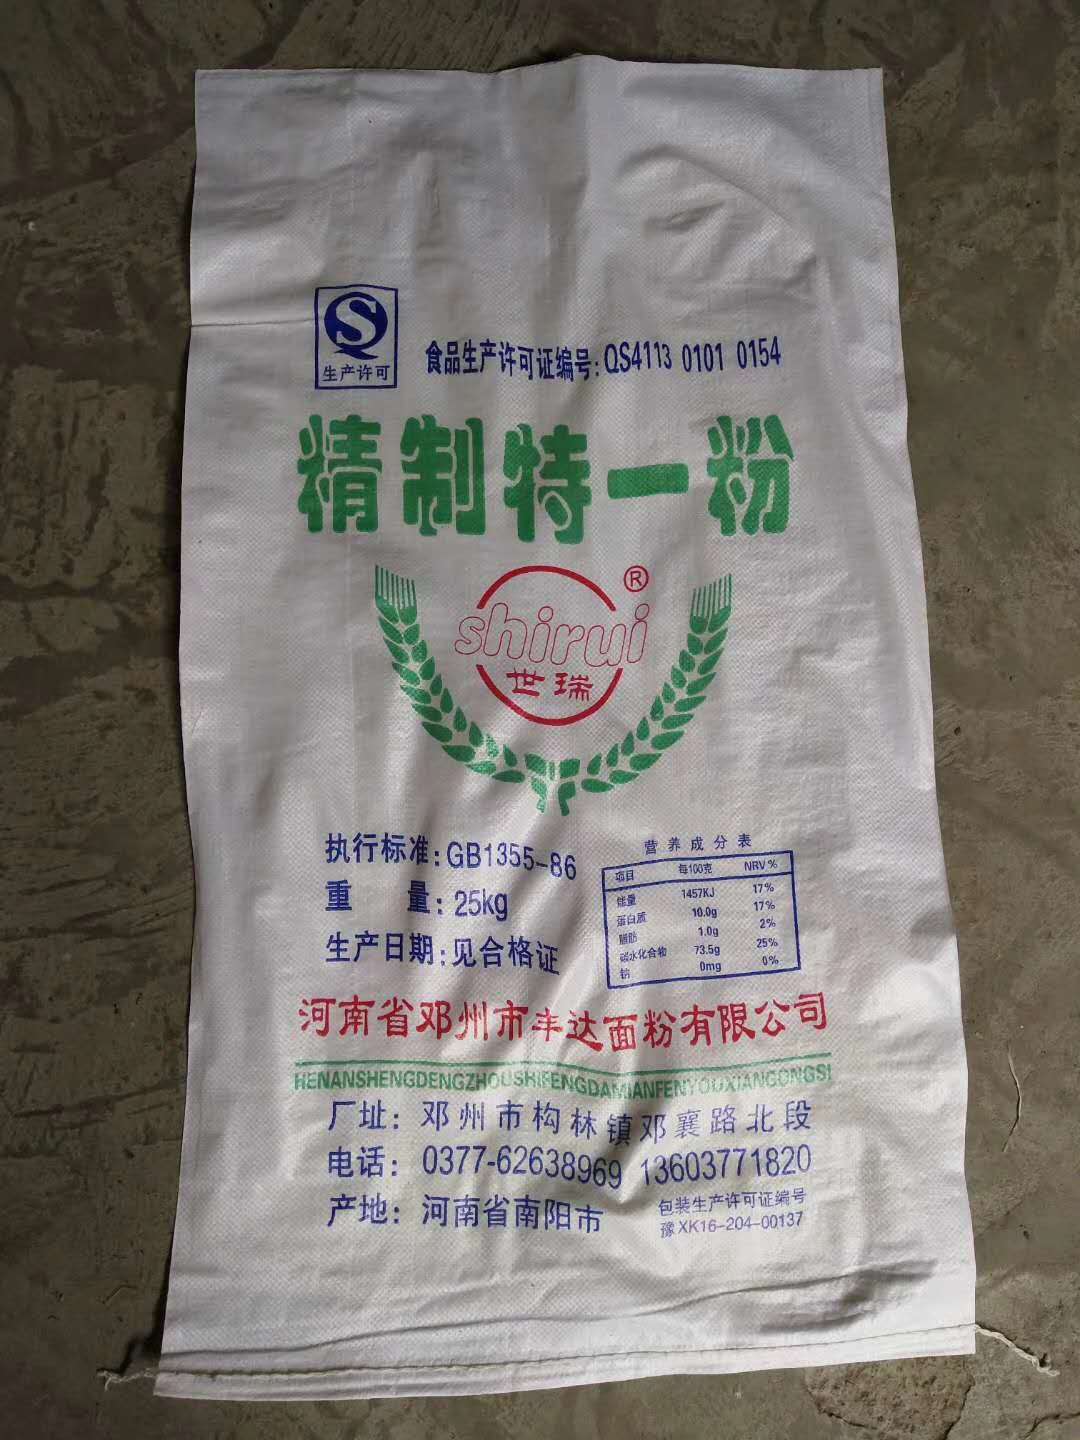 QS
生产许可
食品生产许可证编号:QS4113 0101 0154
精制特一粉
®
shirui
世瑞
执行标准:GB1355-86
重 量:25kg
生产日期:见合格证
营养成分表
项目 每100克 NRV%
能量 1457KJ 17%
蛋白质 10.0g 17%
脂肪 1.0g 2%
碳水化合物 73.5g 25%
钠 0mg 0%
河南省邓州市丰达面粉有限公司
HENANSHENGDENGZHOUSHIFENGDAMIANFENYOUXIANGONGSI
厂址:邓州市构林镇邓襄路北段
电话:0377-62638969 13603771820
产地:河南省南阳市
包装生产许可证编号
豫XK16-204-00137